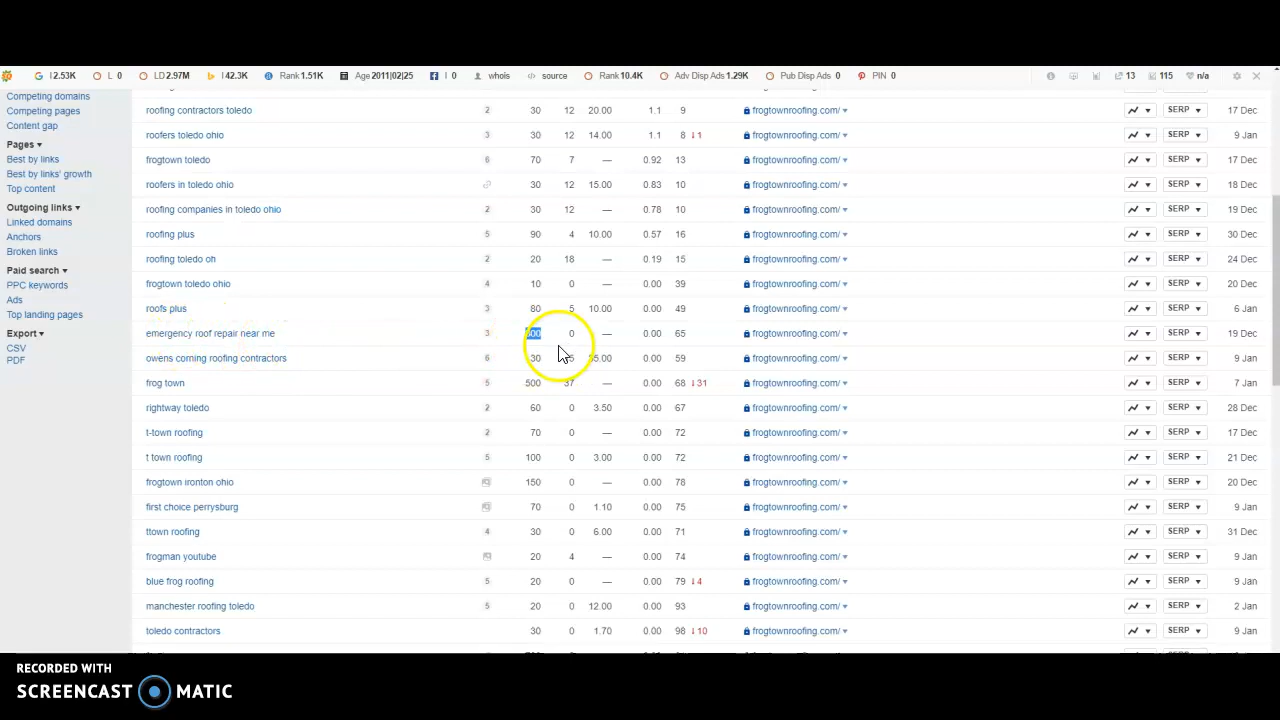 I 2.53K L 0 LD 2.97M I 42.3K Rank 1.51K Age 2011|02|25 I 0 whois source Rank 10.4K Adv Disp Ads 1.29K Pub Disp Ads 0 PIN 0 13 115 n/a
Competing domains
Competing pages
Content gap
Pages
Best by links
Best by links' growth
Top content
Outgoing links
Linked domains
Anchors
Broken links
Paid search
PPC keywords
Ads
Top landing pages
Export
CSV
PDF
roofing contractors toledo 2 30 12 20.00 1.1 9 frogtownroofing.com/ SERP 17 Dec
roofers toledo ohio 3 30 12 14.00 1.1 8 ↓1 frogtownroofing.com/ SERP 9 Jan
frogtown toledo 6 70 7 — 0.92 13 frogtownroofing.com/ SERP 17 Dec
roofers in toledo ohio 30 12 15.00 0.83 10 frogtownroofing.com/ SERP 18 Dec
roofing companies in toledo ohio 2 30 12 — 0.78 10 frogtownroofing.com/ SERP 19 Dec
roofing plus 5 90 4 10.00 0.57 16 frogtownroofing.com/ SERP 30 Dec
roofing toledo oh 2 20 18 — 0.19 15 frogtownroofing.com/ SERP 24 Dec
frogtown toledo ohio 4 10 0 — 0.00 39 frogtownroofing.com/ SERP 20 Dec
roofs plus 3 80 5 10.00 0.00 49 frogtownroofing.com/ SERP 6 Jan
emergency roof repair near me 3 0 — 0.00 65 frogtownroofing.com/ SERP 19 Dec
owens corning roofing contractors 6 30 0.00 59 frogtownroofing.com/ SERP 9 Jan
frog town 5 500 37 — 0.00 68 ↓31 frogtownroofing.com/ SERP 7 Jan
rightway toledo 2 60 0 3.50 0.00 67 frogtownroofing.com/ SERP 28 Dec
t-town roofing 2 70 0 — 0.00 72 frogtownroofing.com/ SERP 17 Dec
t town roofing 5 100 0 3.00 0.00 72 frogtownroofing.com/ SERP 21 Dec
frogtown ironton ohio 150 0 — 0.00 78 frogtownroofing.com/ SERP 20 Dec
first choice perrysburg 70 0 1.10 0.00 75 frogtownroofing.com/ SERP 9 Jan
ttown roofing 4 30 0 6.00 0.00 71 frogtownroofing.com/ SERP 31 Dec
frogman youtube 20 4 — 0.00 74 frogtownroofing.com/ SERP 9 Jan
blue frog roofing 5 20 0 — 0.00 79 ↓4 frogtownroofing.com/ SERP 9 Jan
manchester roofing toledo 5 20 0 12.00 0.00 93 frogtownroofing.com/ SERP 2 Jan
toledo contractors 30 0 1.70 0.00 98 ↓10 frogtownroofing.com/ SERP 9 Jan
RECORDED WITH
SCREENCAST MATIC